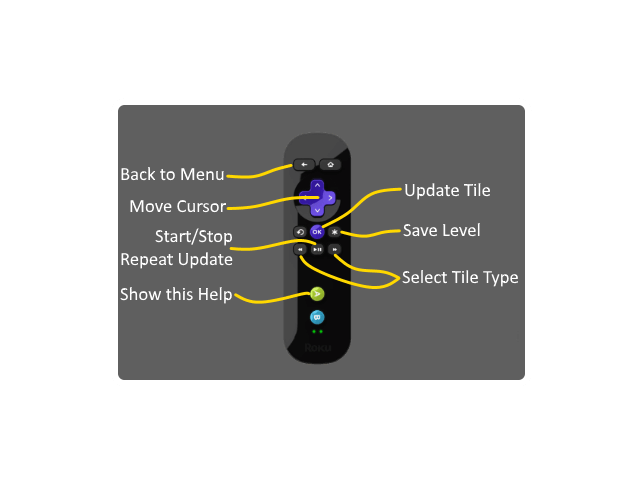 Back to Menu
Move Cursor
Start/Stop
Repeat Update
Show this Help
Update Tile
Save Level
Select Tile Type
OK
A
B
Roku